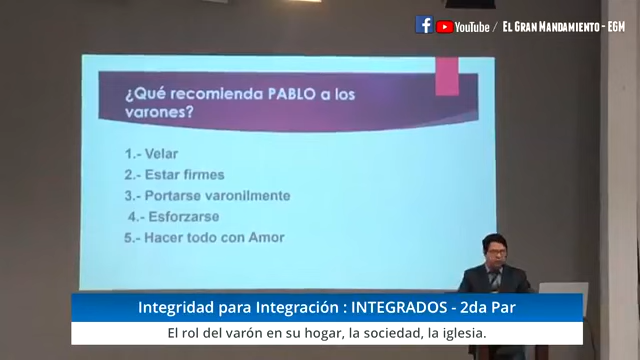 YouTube / El Gran Mandamiento - EGM
¿Qué recomienda PABLO a los
varones?
1.- Velar
2.- Estar firmes
3.- Portarse varonilmente
4.- Esforzarse
5.- Hacer todo con Amor
Integridad para Integración : INTEGRADOS - 2da Par
El rol del varón en su hogar, la sociedad, la iglesia.